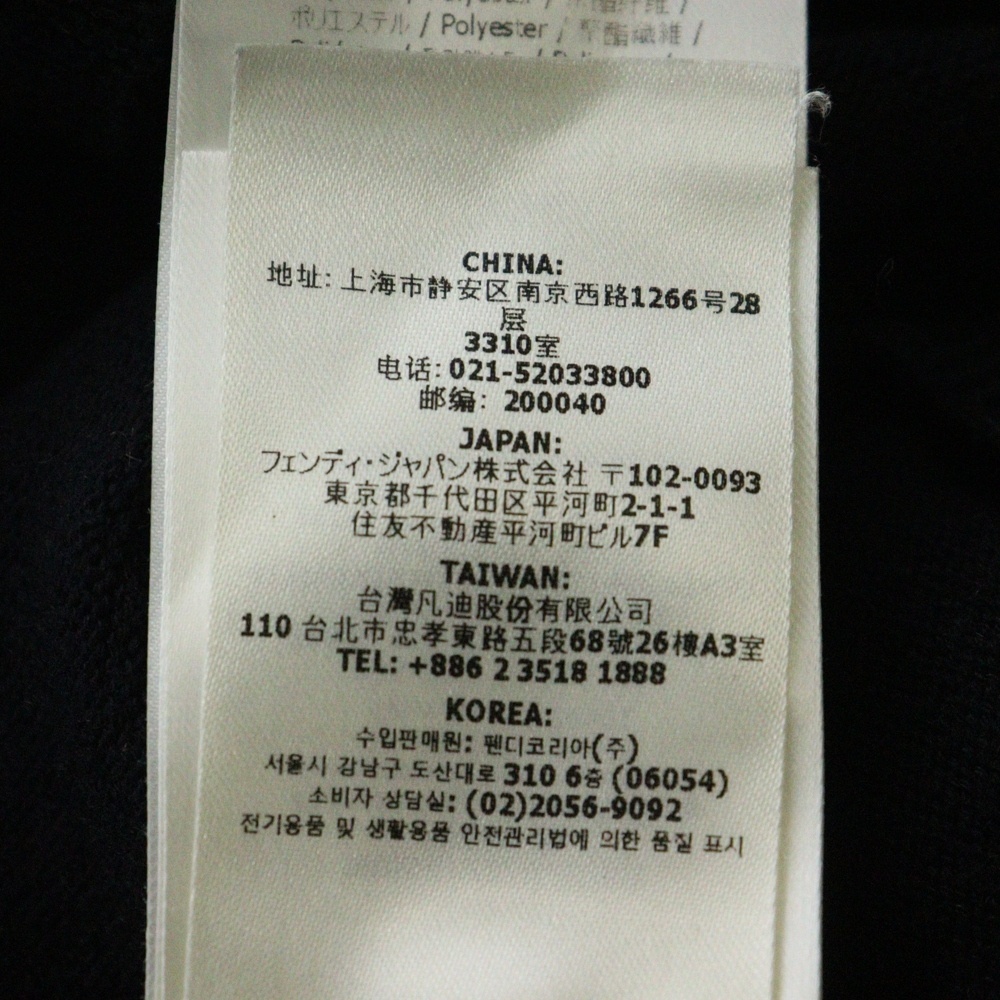 ポリエステル / Polyester / 聚酯纖維 /
CHINA:
地址: 上海市静安区南京西路1266号28
层
3310室
电话: 021-52033800
邮编: 200040
JAPAN:
フェンディ・ジャパン株式会社 〒102-0093
東京都千代田区平河町2-1-1
住友不動産平河町ビル7F
TAIWAN:
台灣凡迪股份有限公司
110 台北市忠孝東路五段68號26樓A3室
TEL: +886 2 3518 1888
KOREA:
수입판매원: 펜디코리아(주)
서울시 강남구 도산대로 310 6층 (06054)
소비자 상담실: (02)2056-9092
전기용품 및 생활용품 안전관리법에 의한 품질 표시